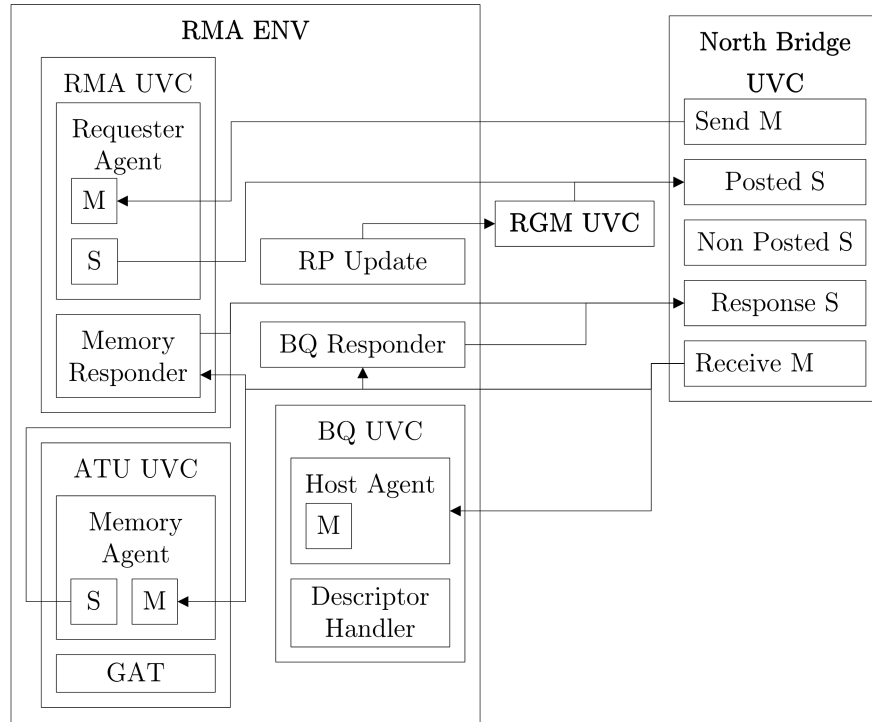 RMA ENV
RMA UVC
Requester
Agent
M
S
Memory
Responder
ATU UVC
Memory
Agent
S
M
GAT
RP Update
BQ Responder
BQ UVC
Host Agent
M
Descriptor
Handler
RGM UVC
North Bridge
UVC
Send M
Posted S
Non Posted S
Response S
Receive M